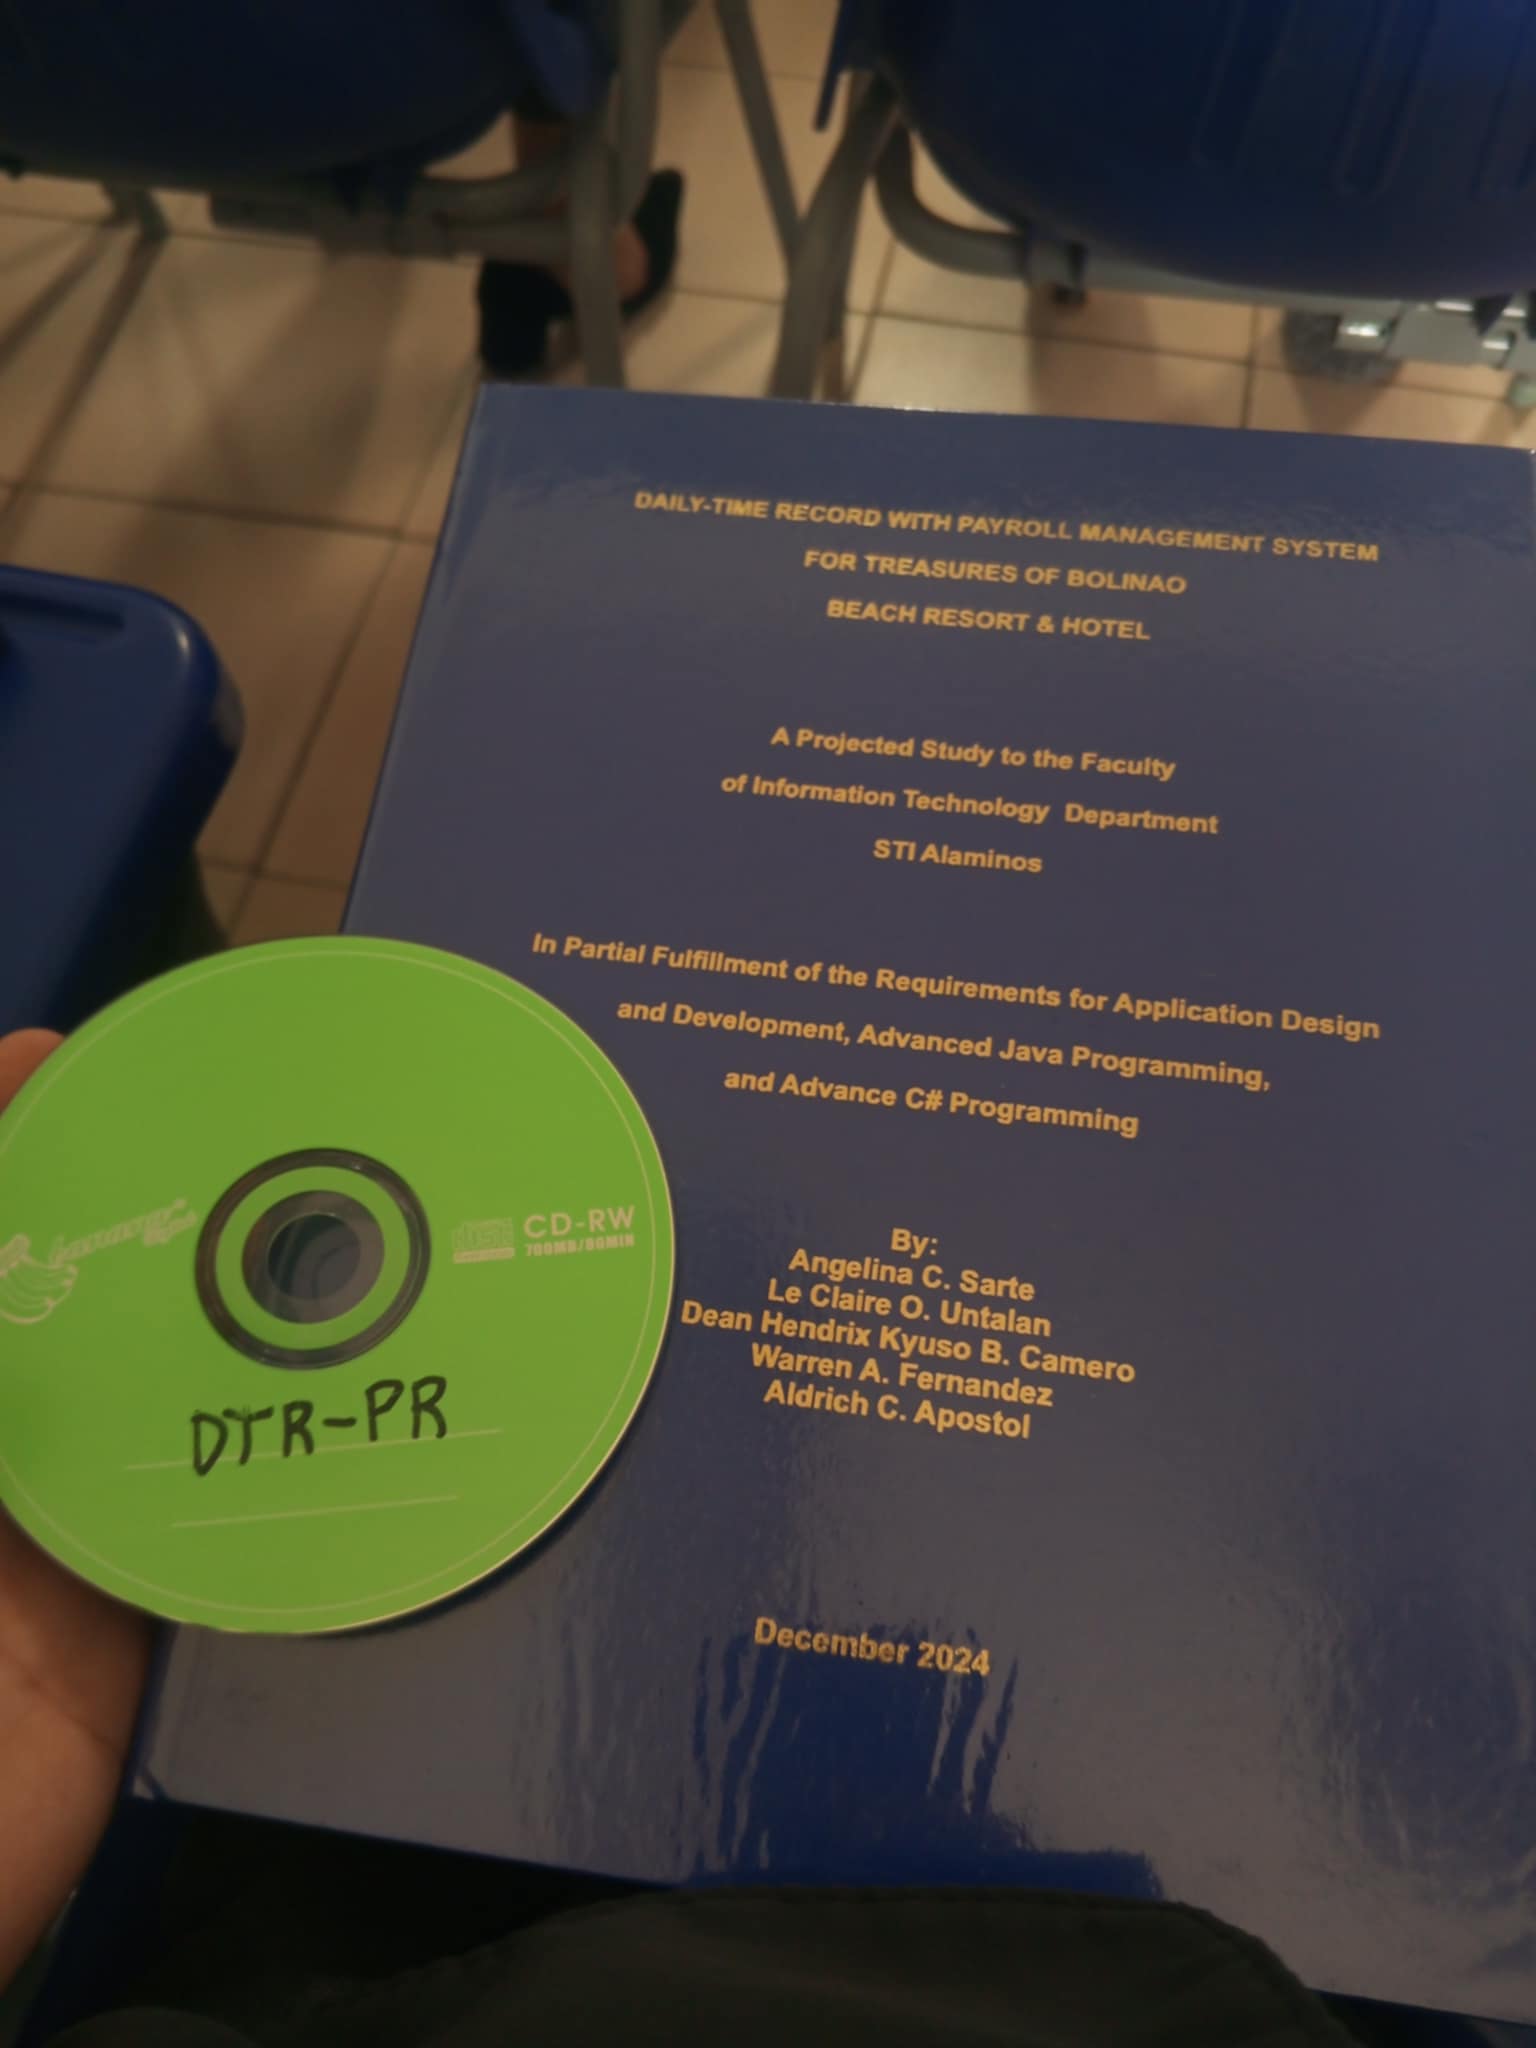 DAILY-TIME RECORD WITH PAYROLL MANAGEMENT SYSTEM
FOR TREASURES OF BOLINAO
BEACH RESORT & HOTEL
A Projected Study to the Faculty
of Information Technology Department
STI Alaminos
In Partial Fulfillment of the Requirements for Application Design
and Development, Advanced Java Programming,
and Advance C# Programming
By:
Angelina C. Sarte
Le Claire O. Untalan
Dean Hendrix Kyuso B. Camero
Warren A. Fernandez
Aldrich C. Apostol
December 2024
CD-RW
700MB/80MIN
DTR-PR